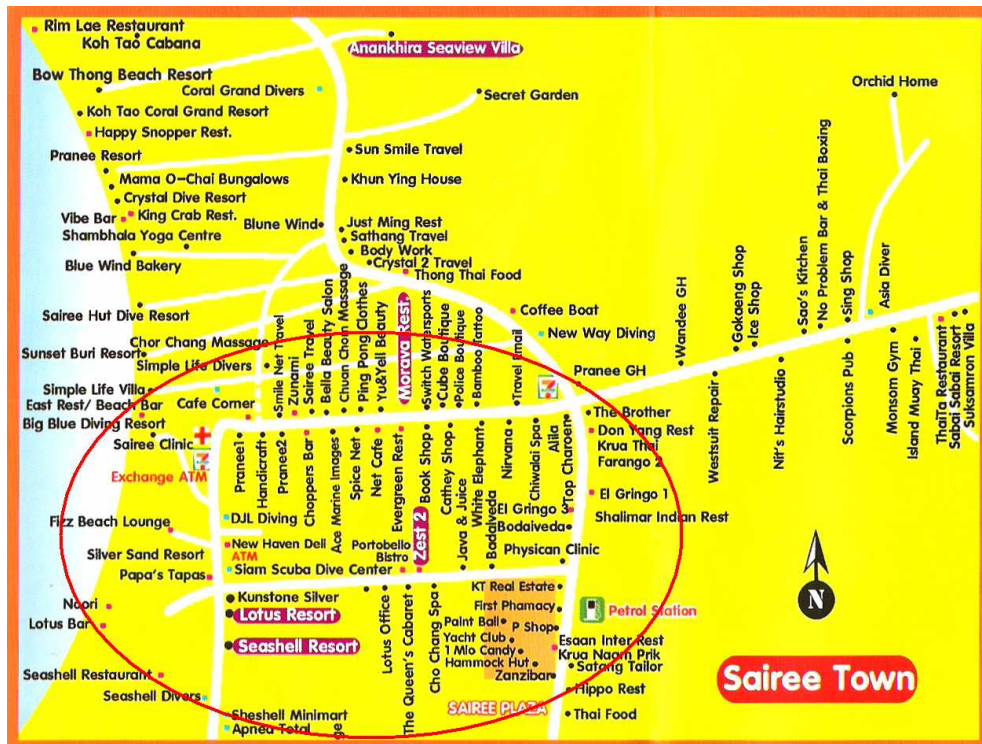 Rim Lae Restaurant
Koh Tao Cabana
Anankhira Seaview Villa
Bow Thong Beach Resort
Coral Grand Divers
Secret Garden
Orchid Home
Koh Tao Coral Grand Resort
Happy Snopper Rest.
Pranee Resort
Sun Smile Travel
Mama O-Chai Bungalows
Khun Ying House
Crystal Dive Resort
Vibe Bar
King Crab Rest.
Blune Wind
Just Ming Rest
Shambhala Yoga Centre
Sathang Travel
Body Work
Blue Wind Bakery
Crystal 2 Travel
Thong Thai Food
Sairee Hut Dive Resort
Coffee Boat
New Way Diving
Chor Chang Massage
Sunset Buri Resort
Simple Life Divers
Simple Life Villa
East Rest/ Beach Bar
Cafe Corner
Big Blue Diving Resort
Sairee Clinic
Exchange ATM
Smile Net Travel
Zunami
Sairee Travel
Bella Beauty Salon
Chuan Chom Massage
Ping Pong Clothes
Yu&Yell Beauty
Morava Rest.
Switch Watersports
Cube Boutique
Police Boutique
Bamboo Tattoo
Travel Email
Pranee GH
Wandee GH
Gokaeng Shop
Ice Shop
Sao's Kitchen
No Problem Bar & Thai Boxing
Sing Shop
Asia Diver
Westsuit Repair
Nir's Hairstudio
Scorpions Pub
Monsom Gym
Island Muay Thai
ThaiTa Restaurant
Sabai Sabai Resort
Suksamron Villa
Pranee1
Handicraft
Pranee2
Choppers Bar
Ace Marine Images
Spice Net
Net Cafe
Evergreen Rest
Book Shop
Zest 2
Cathey Shop
Java & Juice
White Elephant
Bodaiveda
Nirvana
Chiwalai Spa
Alila
Top Charoen
The Brother
Don Yang Rest
Krua Thai
Farango 2
El Gringo 1
El Gringo 3
Shalimar Indian Rest
Bodaiveda
Physican Clinic
Fizz Beach Lounge
DJL Diving
New Haven Deli
ATM
Silver Sand Resort
Siam Scuba Dive Center
Portobello
Bistro
Papa's Tapas
Kunstone Silver
Lotus Resort
Noori
Lotus Bar
Seashell Resort
Lotus Office
The Queen's Cabaret
Cho Chang Spa
KT Real Estate
First Phamacy
Paint Ball
P Shop
Yacht Club
1 Mlo Candy
Hammock Hut
Zanzibar
Petrol Station
Esaan Inter Rest
Krua Naam Prik
Satang Tailor
Seashell Restaurant
Seashell Divers
Hippo Rest
SAIREE PLAZA
Thai Food
Sheshell Minimart
Apnea Total
N
Sairee Town